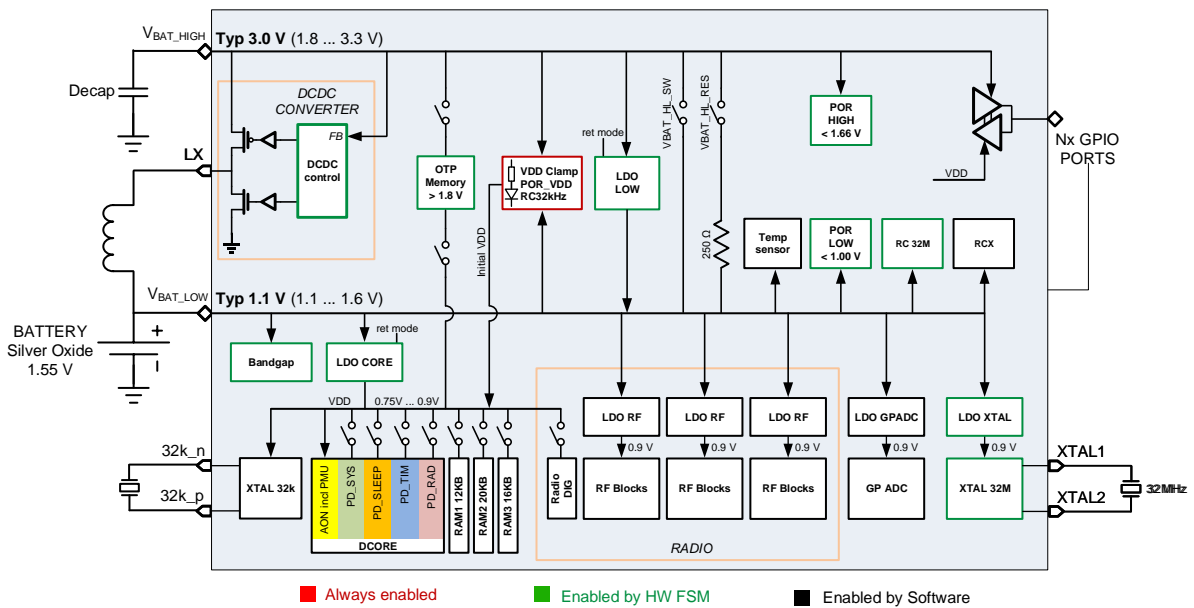 VBAT_HIGH
Typ 3.0 V (1.8 ... 3.3 V)
Decap
DCDC
CONVERTER
FB
DCDC
control
LX
OTP
Memory
> 1.8 V
VDD Clamp
POR_VDD
RC32kHz
ret mode
LDO
LOW
VBAT_HL_SW
VBAT_HL_RES
POR
HIGH
< 1.66 V
VDD
Nx GPIO
PORTS
250 Ω
Initial VDD
Temp
sensor
POR
LOW
< 1.00 V
RC 32M
RCX
VBAT_LOW
Typ 1.1 V (1.1 ... 1.6 V)
BATTERY
Silver Oxide
1.55 V
+
Bandgap
LDO CORE
ret mode
VDD
0.75V ... 0.9V
LDO RF
LDO RF
LDO RF
LDO GPADC
LDO XTAL
0.9 V
0.9 V
0.9 V
0.9 V
0.9 V
32k_n
32k_p
XTAL 32k
AON incl PMU
PD_SYS
PD_SLEEP
PD_TIM
PD_RAD
DCORE
RAM1 12KB
RAM2 20KB
RAM3 16KB
Radio
DIG
RF Blocks
RF Blocks
RF Blocks
RADIO
GP ADC
XTAL 32M
XTAL1
XTAL2
32MHz
Always enabled
Enabled by HW FSM
Enabled by Software